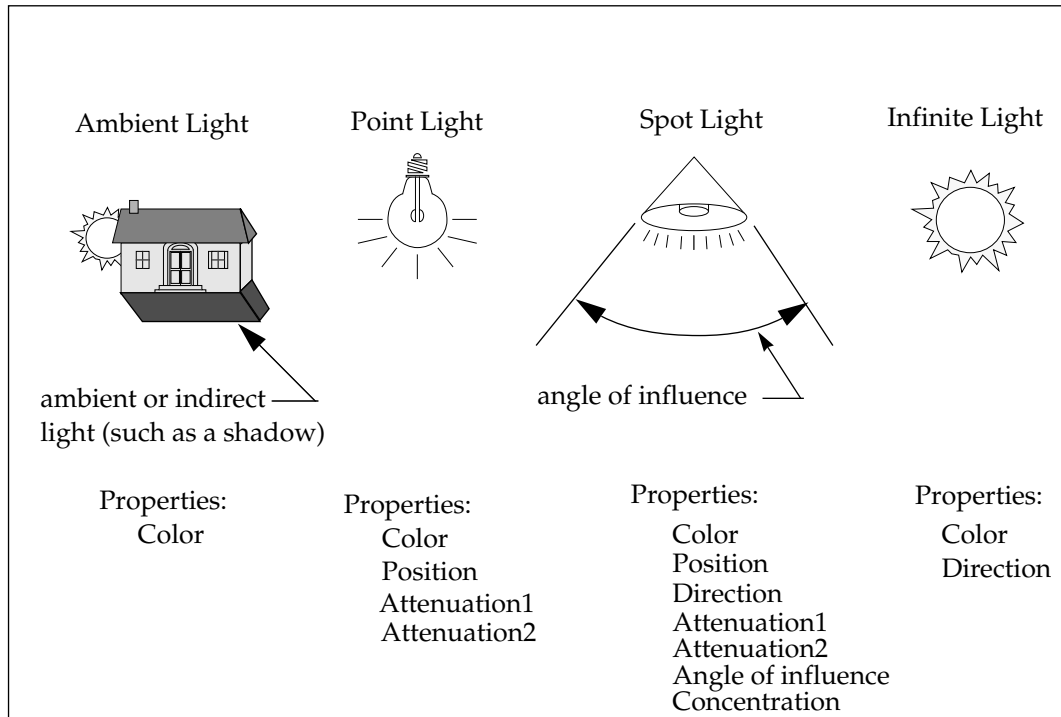 Ambient Light
Point Light
Spot Light
Infinite Light
ambient or indirect
light (such as a shadow)
angle of influence
Properties:
Color
Properties:
Color
Position
Attenuation1
Attenuation2
Properties:
Color
Position
Direction
Attenuation1
Attenuation2
Angle of influence
Concentration
Properties:
Color
Direction